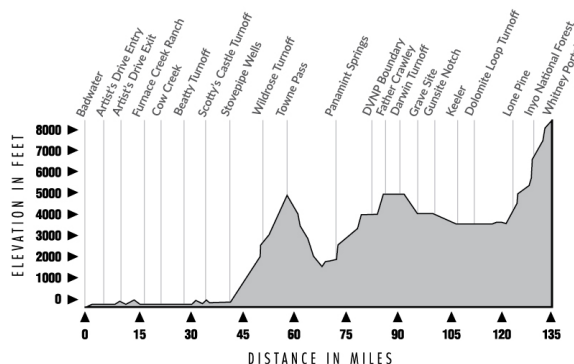 Badwater
Artist's Drive Entry
Artist's Drive Exit
Furnace Creek Ranch
Cow Creek
Beatty Turnoff
Scotty's Castle Turnoff
Stovepipe Wells
Wildrose Turnoff
Towne Pass
Panamint Springs
DVNP Boundary
Father Crawley
Darwin Turnoff
Grave Site
Gunsite Notch
Keeler
Dolomite Loop Turnoff
Lone Pine
Inyo National Forest
Whitney
ELEVATION IN FEET
8000
7000
6000
5000
4000
3000
2000
1000
0
0 15 30 45 60 75 90 105 120 135
DISTANCE IN MILES